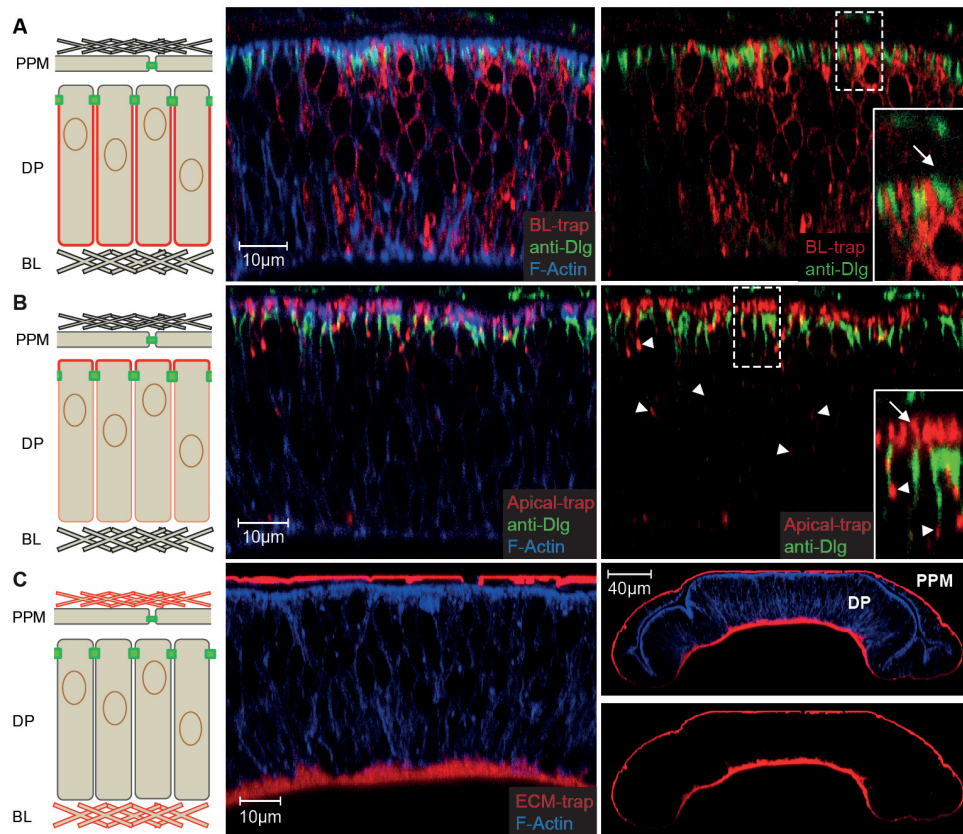 A
PPM
DP
BL
10µm
BL-trap
anti-Dlg
F-Actin
BL-trap
anti-Dlg
B
PPM
DP
BL
10µm
Apical-trap
anti-Dlg
F-Actin
Apical-trap
anti-Dlg
C
PPM
DP
BL
10µm
ECM-trap
F-Actin
40µm
PPM
DP